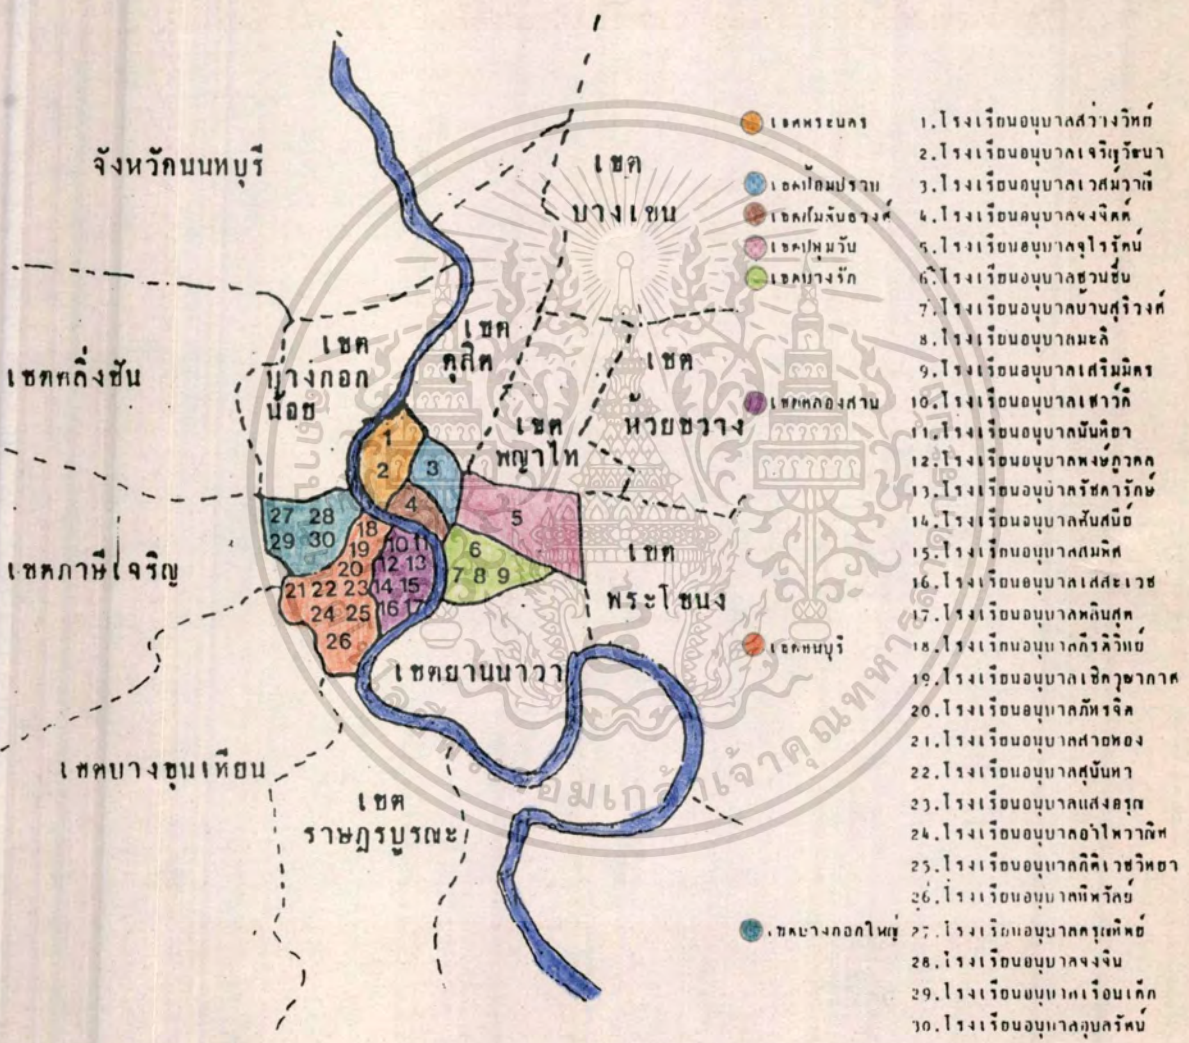 จังหวัดนนทบุรี
เขต
บางเขน
เขต
บางกอก
น้อย
เขต
ดุสิต
เขตตลิ่งชัน
เขต
ห้วยขวาง
เขต
พญาไท
1
2
3
4
5
6
7 8 9
10 11
12 13
14 15
16 17
18
19
20
21 22 23
24 25
26
27 28
29 30
เขตภาษีเจริญ
เขต
พระโขนง
เขตยานนาวา
เขตบางขุนเทียน
เขต
ราษฎรบูรณะ
เขตพระนคร
เขตป้อมปราบ
เขตสัมพันธวงศ์
เขตปทุมวัน
เขตบางรัก
เขตคลองสาน
เขตธนบุรี
เขตบางกอกใหญ่
1.โรงเรียนอนุบาลสว่างวิทย์
2.โรงเรียนอนุบาลเจริญวัฒนา
3.โรงเรียนอนุบาลเวสม์วาณี
4.โรงเรียนอนุบาลจงจิตต์
5.โรงเรียนอนุบาลจุไรรัตน์
6.โรงเรียนอนุบาลชวนชื่น
7.โรงเรียนอนุบาลบ้านสุริวงศ์
8.โรงเรียนอนุบาลมะลิ
9.โรงเรียนอนุบาลเสริมมิตร
10.โรงเรียนอนุบาลเชาว์ดี
11.โรงเรียนอนุบาลนันทิยา
12.โรงเรียนอนุบาล
13.โรงเรียนอนุบาลรัชดารักษ์
14.โรงเรียนอนุบาล
15.โรงเรียนอนุบาลสมพิศ
16.โรงเรียนอนุบาลเสสะเวช
17.โรงเรียนอนุบาล
18.โรงเรียนอนุบาล
19.โรงเรียนอนุบาล
20.โรงเรียนอนุบาลภัทรจิต
21.โรงเรียนอนุบาลสายทอง
22.โรงเรียนอนุบาลสุนันทา
23.โรงเรียนอนุบาลแสงอรุณ
24.โรงเรียนอนุบาลอำไพวาณิช
25.โรงเรียนอนุบาลกิติเวชวิทยา
26.โรงเรียนอนุบาลทิพวัลย์
27.โรงเรียนอนุบาลดรุณทิพย์
28.โรงเรียนอนุบาลจงจิน
29.โรงเรียนอนุบาลเรือนเด็ก
30.โรงเรียนอนุบาลอุบลรัตน์